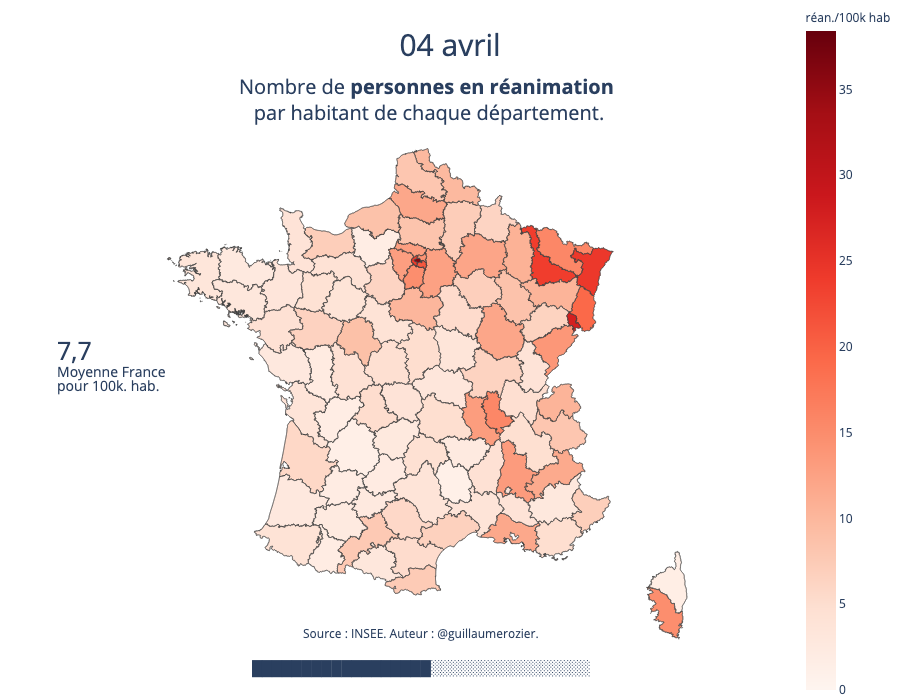 04 avril
Nombre de personnes en réanimation
par habitant de chaque département.
réan./100k hab
35
30
25
20
15
10
5
0
7,7
Moyenne France
pour 100k. hab.
Source : INSEE. Auteur : @guillaumerozier.